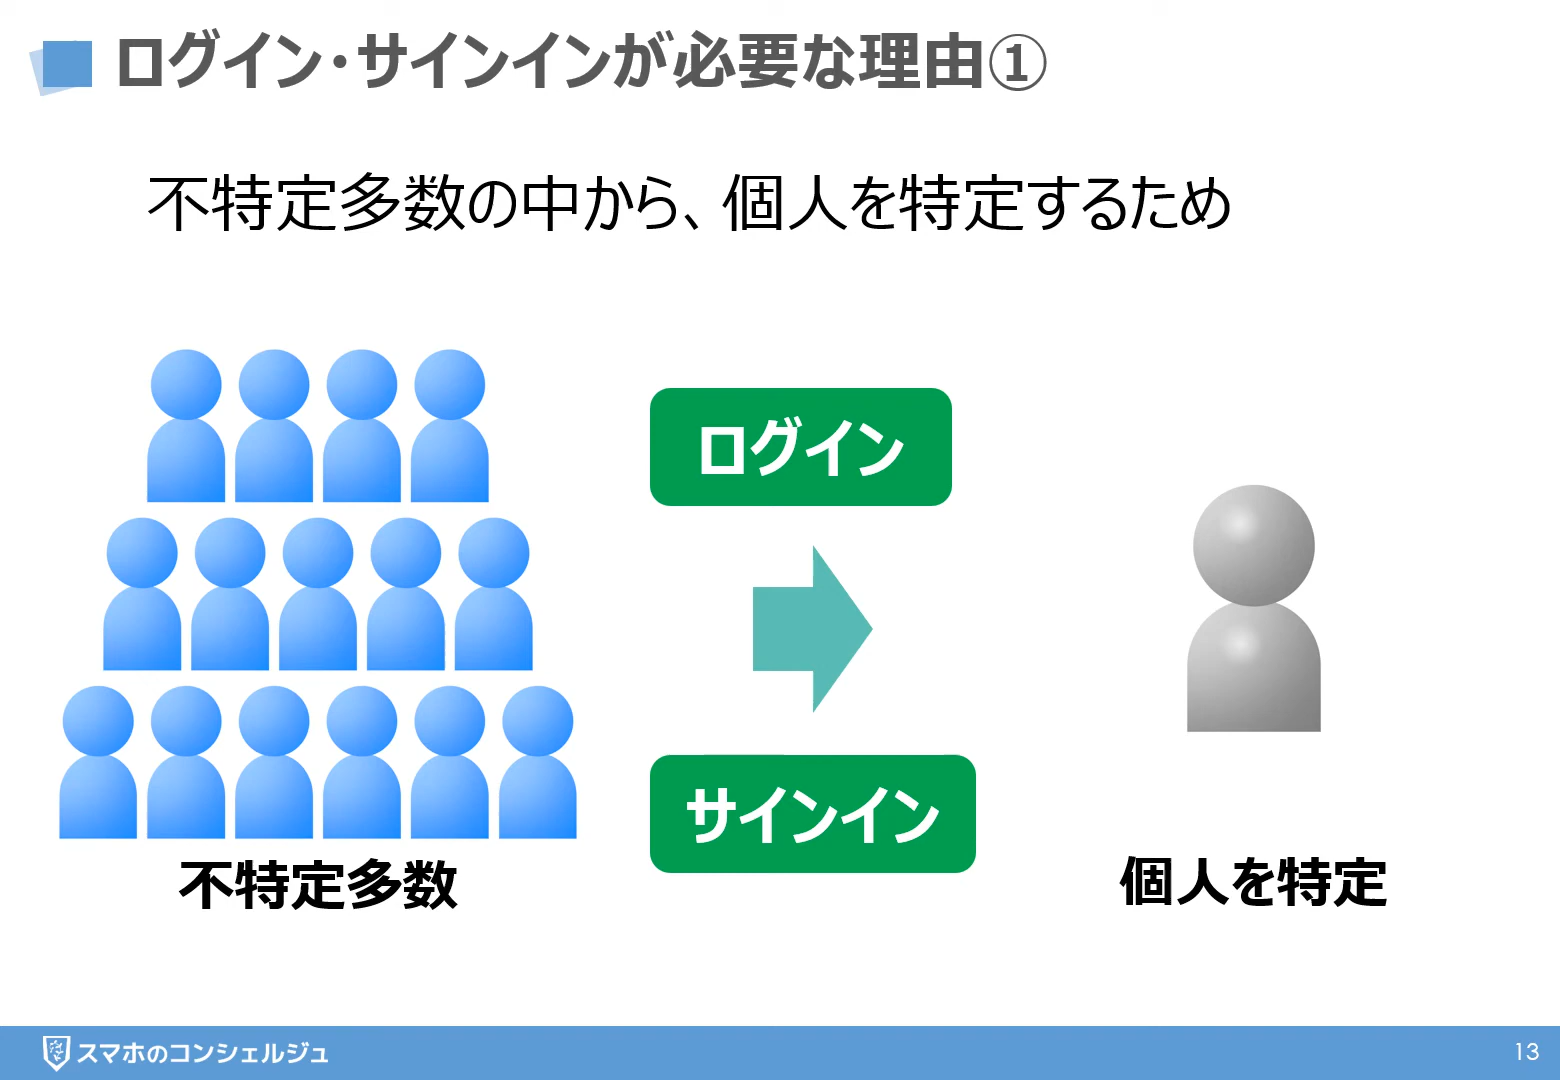 ログイン・サインインが必要な理由①
不特定多数の中から、個人を特定するため
ログイン
サインイン
不特定多数
個人を特定
スマホのコンシェルジュ
13